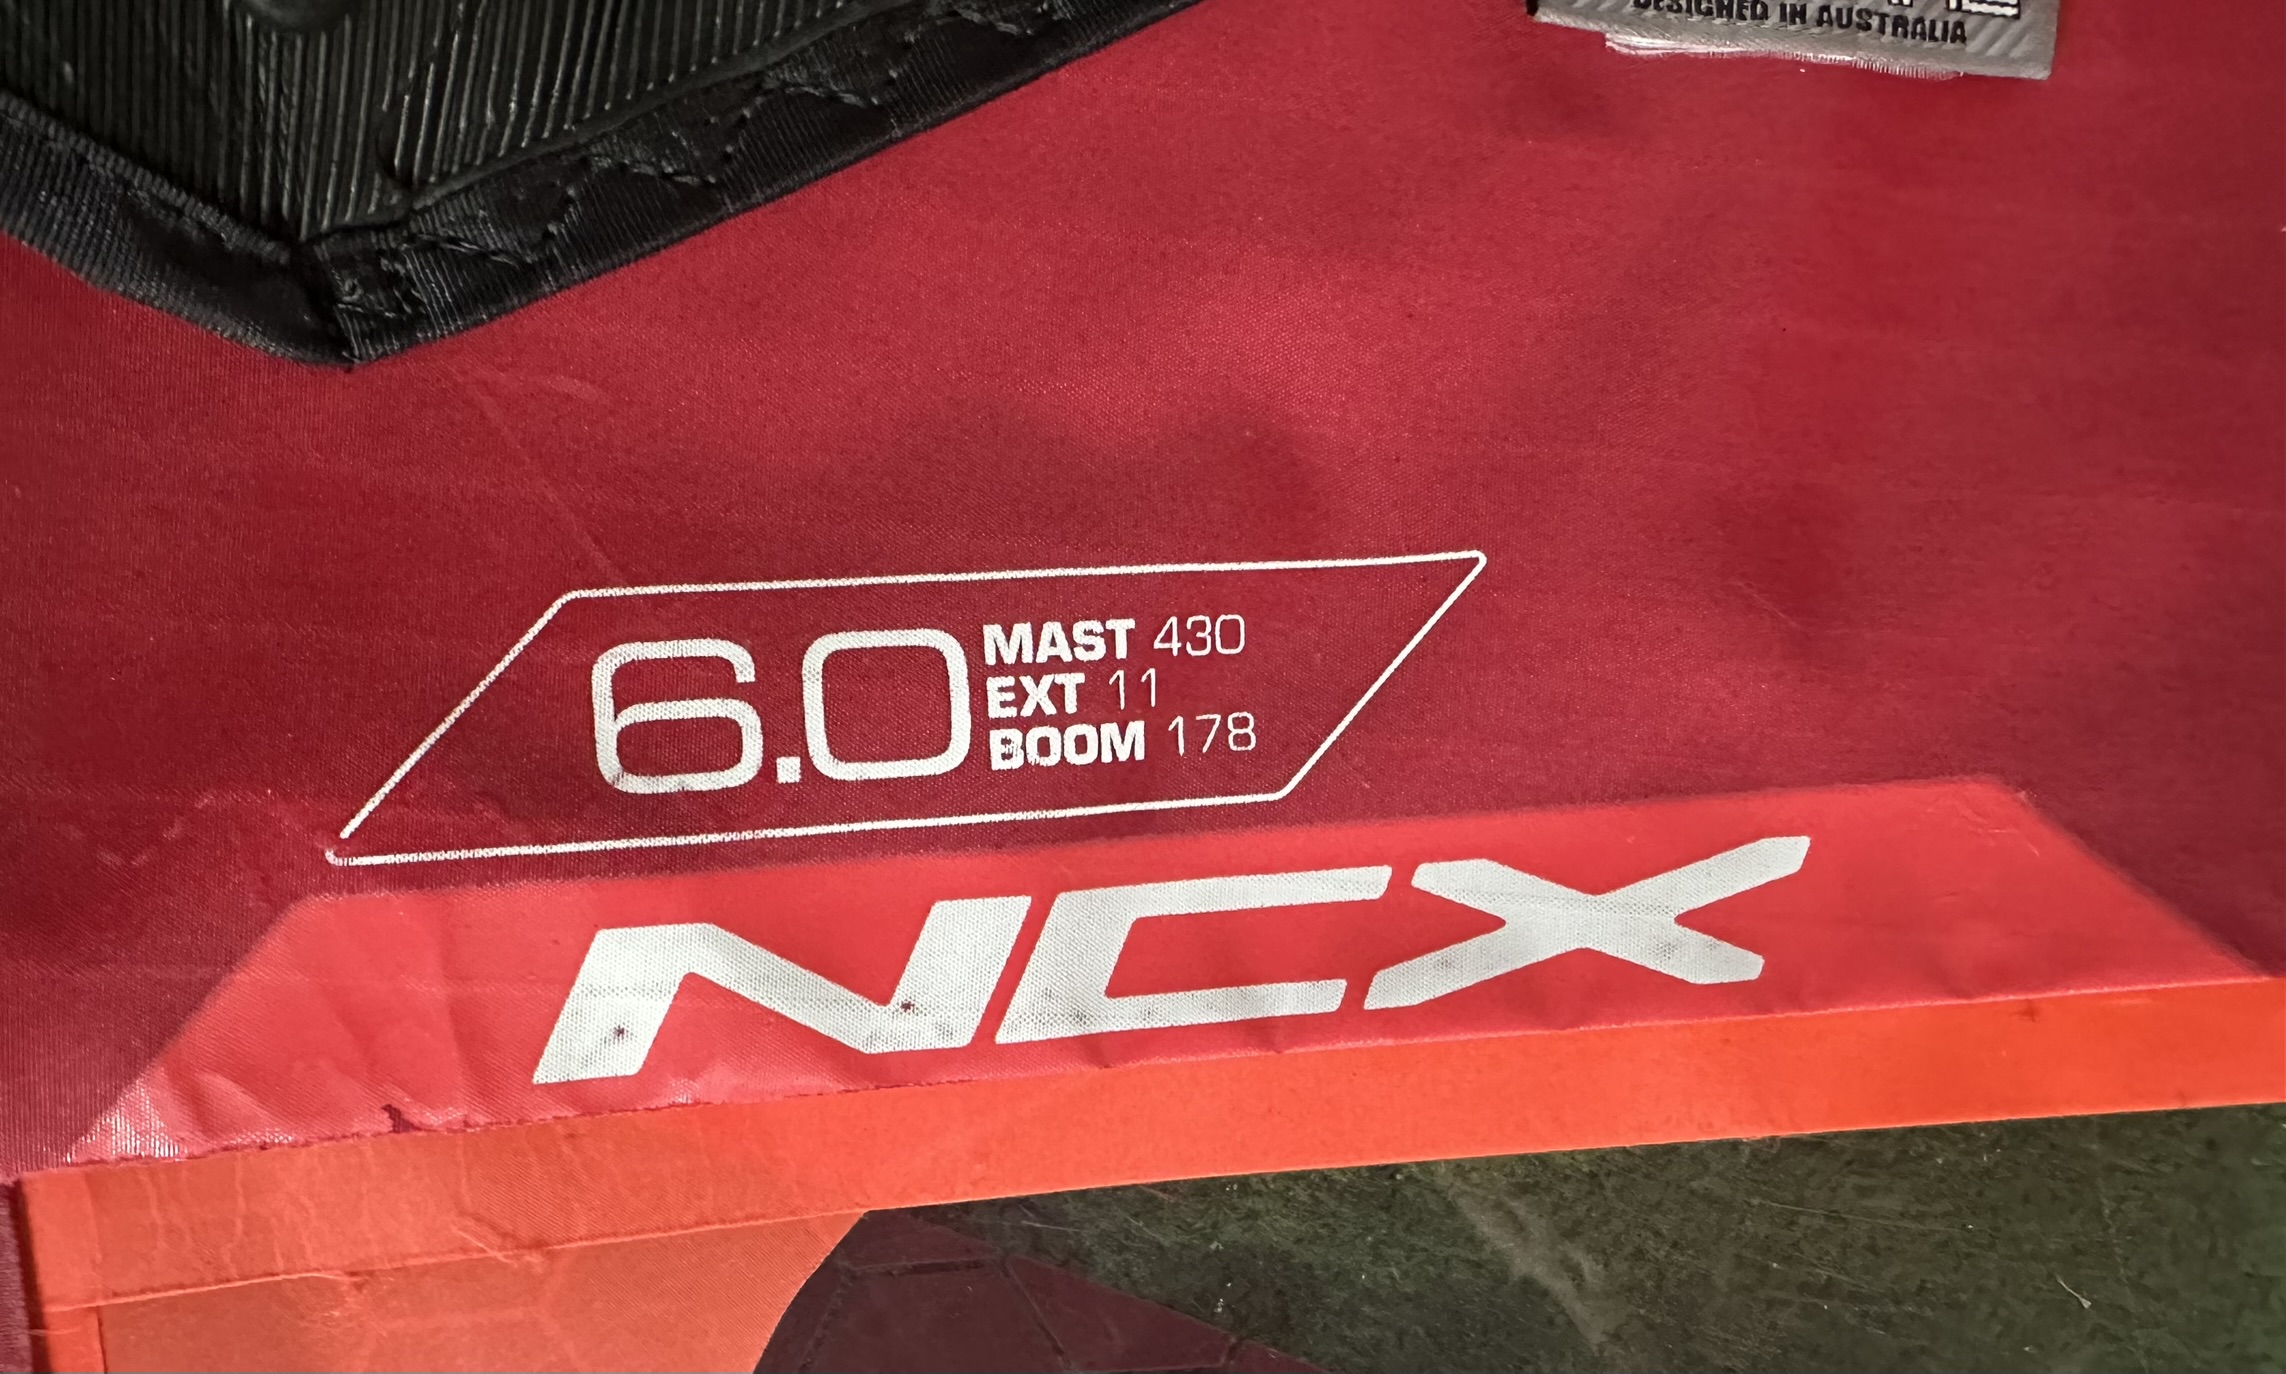 DESIGNED IN AUSTRALIA
6.0
MAST 430
EXT 11
BOOM 178
NCX